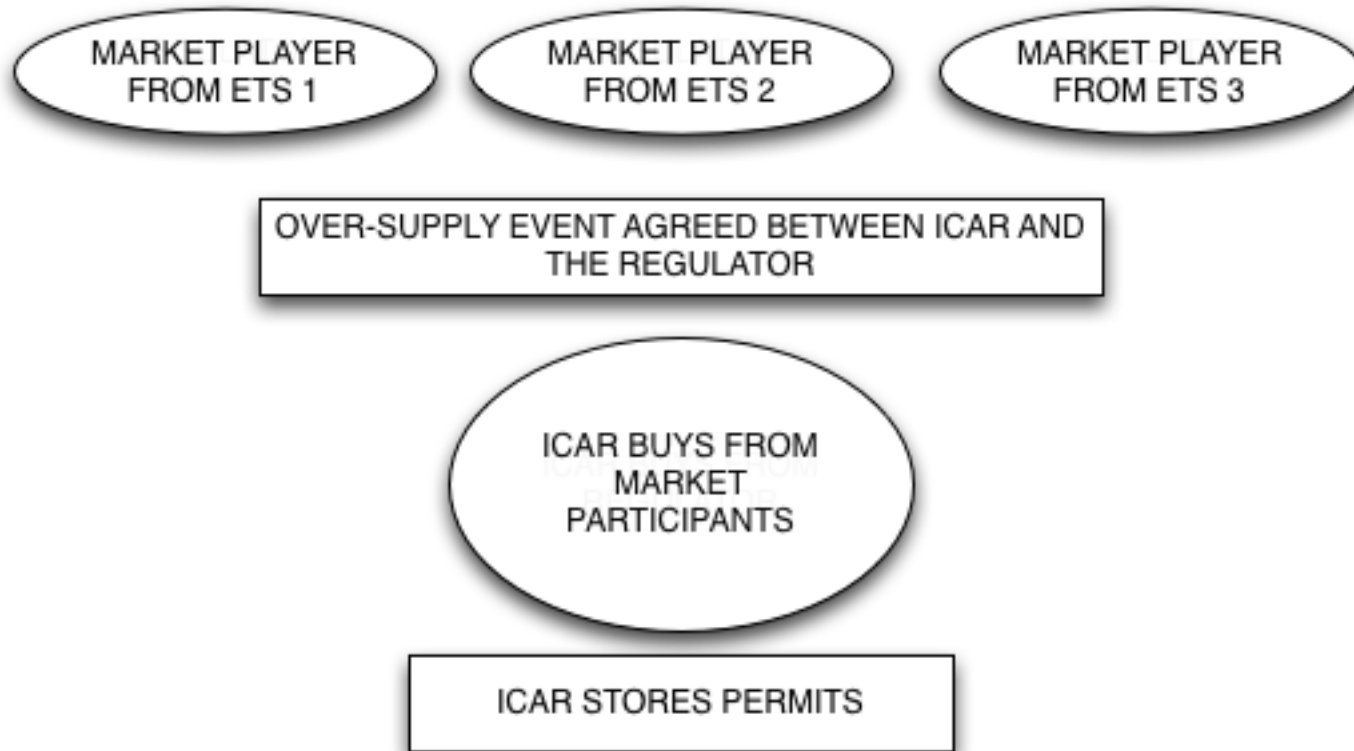 MARKET PLAYER
FROM ETS 1
MARKET PLAYER
FROM ETS 2
MARKET PLAYER
FROM ETS 3
OVER-SUPPLY EVENT AGREED BETWEEN ICAR AND
THE REGULATOR
ICAR BUYS FROM
MARKET
PARTICIPANTS
ICAR STORES PERMITS